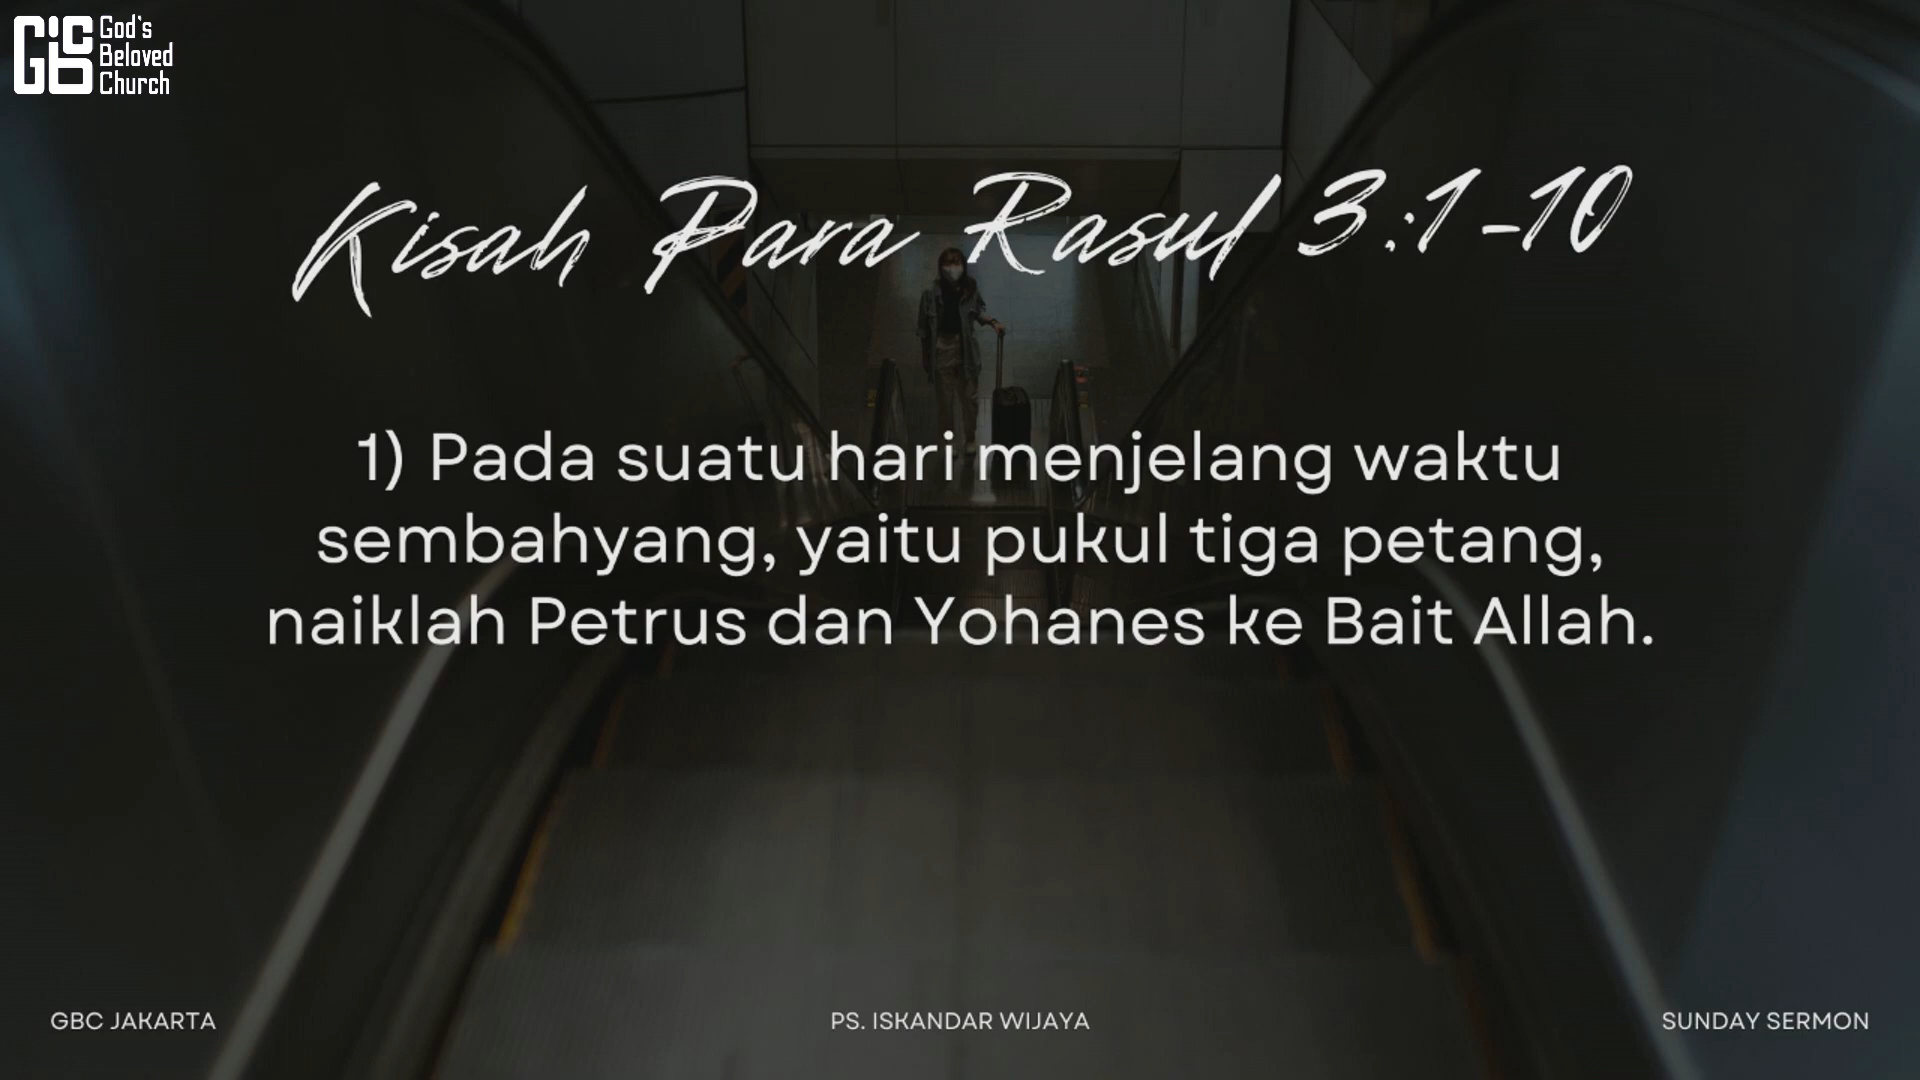 God's
Beloved
Church
Kisah Para Rasul 3:1-10
1) Pada suatu hari menjelang waktu
sembahyang, yaitu pukul tiga petang,
naiklah Petrus dan Yohanes ke Bait Allah.
GBC JAKARTA
PS. ISKANDAR WIJAYA
SUNDAY SERMON